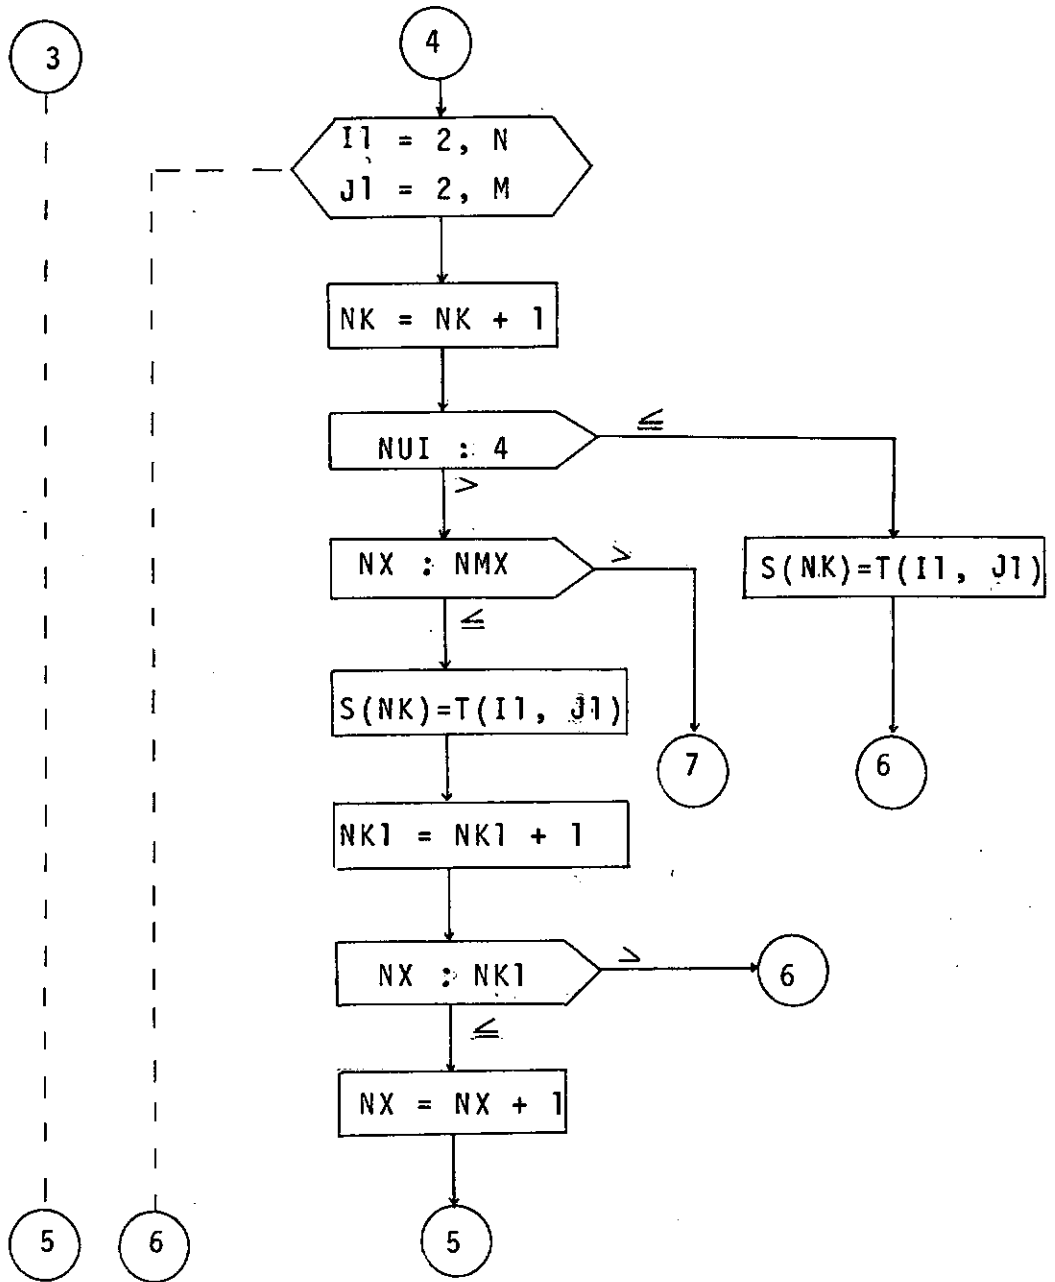 3
4
I1 = 2, N
J1 = 2, M
NK = NK + 1
NUI : 4
≦
>
NX : NMX
>
S(NK)=T(I1, J1)
≦
S(NK)=T(I1, J1)
7
6
NK1 = NK1 + 1
NX : NK1
>
6
≦
NX = NX + 1
5
6
5